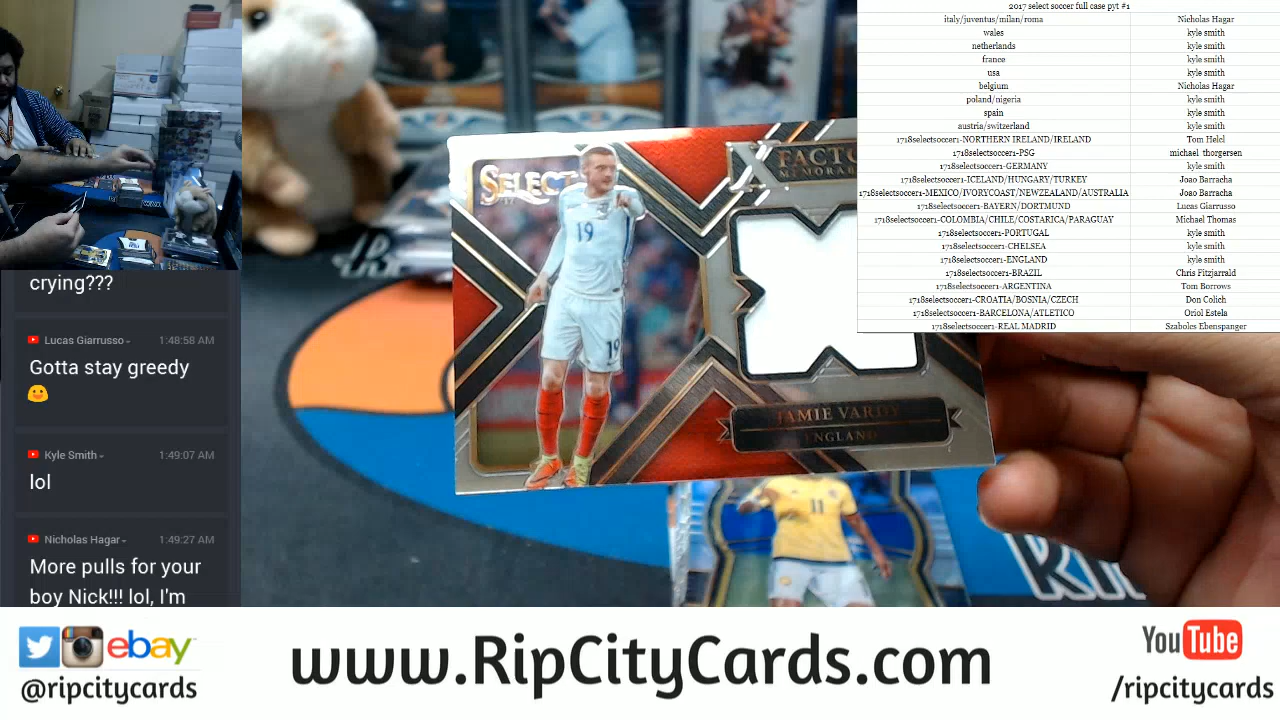 2017 select soccer full case pyt #1
italy/juventus/milan/roma Nicholas Hagar
wales kyle smith
netherlands kyle smith
france kyle smith
usa kyle smith
belgium Nicholas Hagar
poland/nigeria kyle smith
spain kyle smith
austria/switzerland kyle smith
1718selectsoccer1-NORTHERN IRELAND/IRELAND Tom Helel
1718selectsoccer1-PSG michael thorgersen
1718selectsoccer1-GERMANY kyle smith
1718selectsoccer1-ICELAND/HUNGARY/TURKEY Joao Barracha
1718selectsoccer1-MEXICO/IVORYCOAST/NEWZEALAND/AUSTRALIA Joao Barracha
1718selectsoccer1-BAYERN/DORTMUND Lucas Giarusso
1718selectsoccer1-COLOMBIA/CHILE/COSTARICA/PARAGUAY Michael Thomas
1718selectsoccer1-PORTUGAL kyle smith
1718selectsoccer1-CHELSEA kyle smith
1718selectsoccer1-ENGLAND kyle smith
1718selectsoccer1-BRAZIL Chris Fitzjarrald
1718selectsoccer1-ARGENTINA Tom Borrows
1718selectsoccer1-CROATIA/BOSNIA/CZECH Don Colich
1718selectsoccer1-BARCELONA/ATLETICO Oriol Estela
1718selectsoccer1-REAL MADRID Szabolcs Ebenspanger
SELECT
17
X FACTO
MEMORAB
19
19
JAMIE VARDY
ENGLAND
11
crying???
Lucas Giarrusso 1:48:58 AM
Gotta stay greedy
😀
Kyle Smith 1:49:07 AM
lol
Nicholas Hagar 1:49:27 AM
More pulls for your
boy Nick!!! lol, I'm
ebay
@ripcitycards
www.RipCityCards.com
YouTube
/ripcitycards